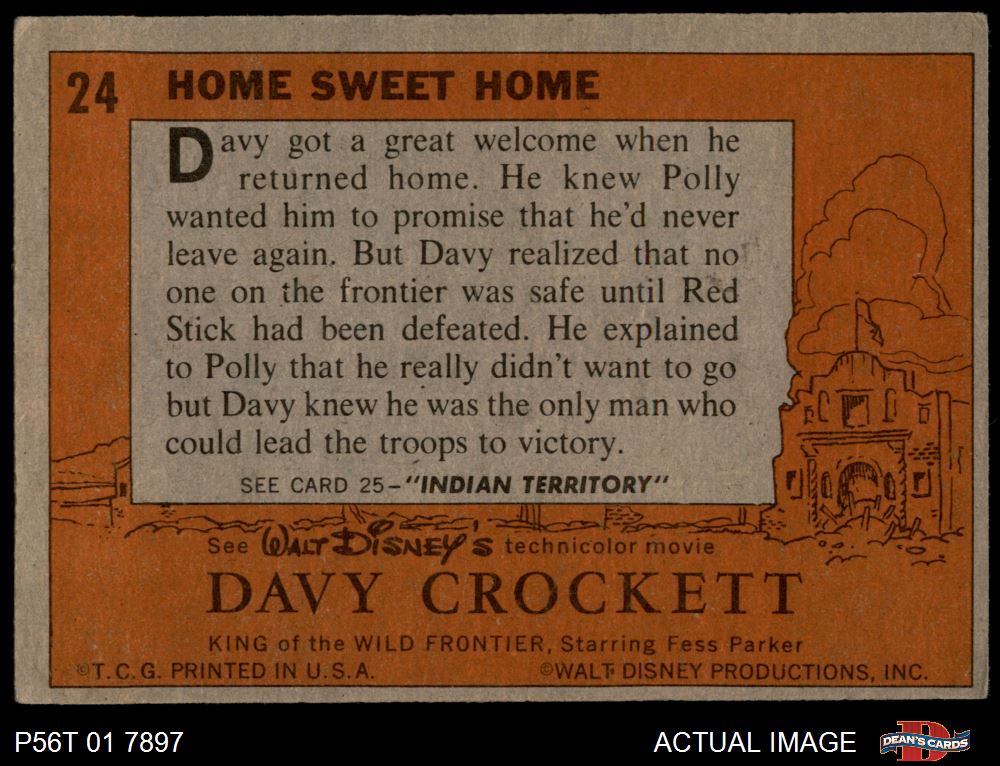 24 HOME SWEET HOME
Davy got a great welcome when he
returned home. He knew Polly
wanted him to promise that he'd never
leave again. But Davy realized that no
one on the frontier was safe until Red
Stick had been defeated. He explained
to Polly that he really didn't want to go
but Davy knew he was the only man who
could lead the troops to victory.
SEE CARD 25-"INDIAN TERRITORY"
See WALT DISNEY'S technicolor movie
DAVY CROCKETT
KING of the WILD FRONTIER, Starring Fess Parker
©T.C.G. PRINTED IN U.S.A. ©WALT DISNEY PRODUCTIONS, INC.
P56T 01 7897 ACTUAL IMAGE DEAN'S CARDS